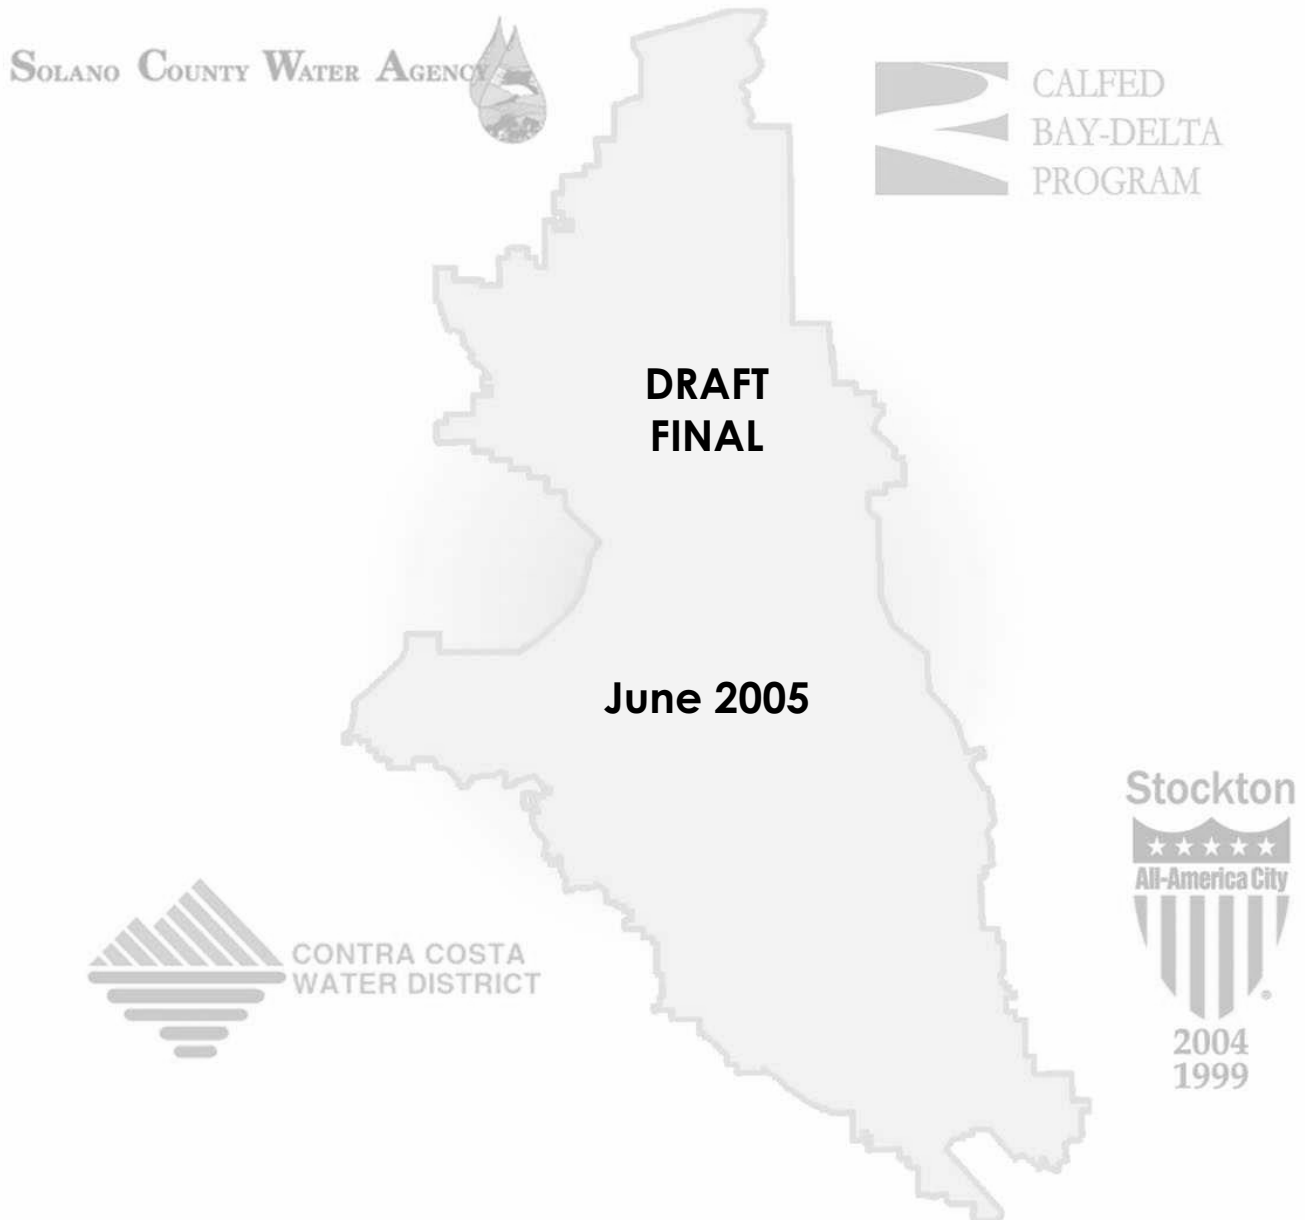 SOLANO COUNTY WATER AGENCY
CALFED
BAY-DELTA
PROGRAM
DRAFT
FINAL
June 2005
Stockton
All-America City
CONTRA COSTA
WATER DISTRICT
2004
1999